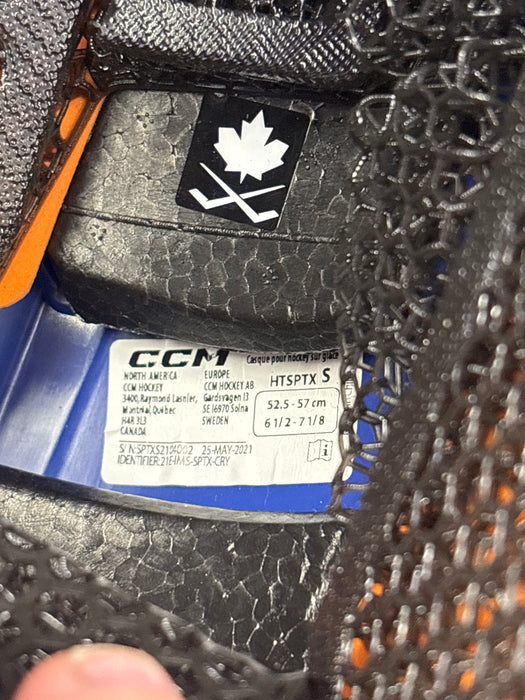 CCM
Casque pour hockey sur glace
NORTH AMERICA
CCM HOCKEY
3400, Raymond Lasnier,
Montréal, Québec
H4R 3L3
CANADA
EUROPE
CCM HOCKEY AB
Gardsvagen 13
SE 16970 Solna
SWEDEN
HTSPTX S
52.5 - 57 cm
6 1/2 - 7 1/8
25-MAY-2021